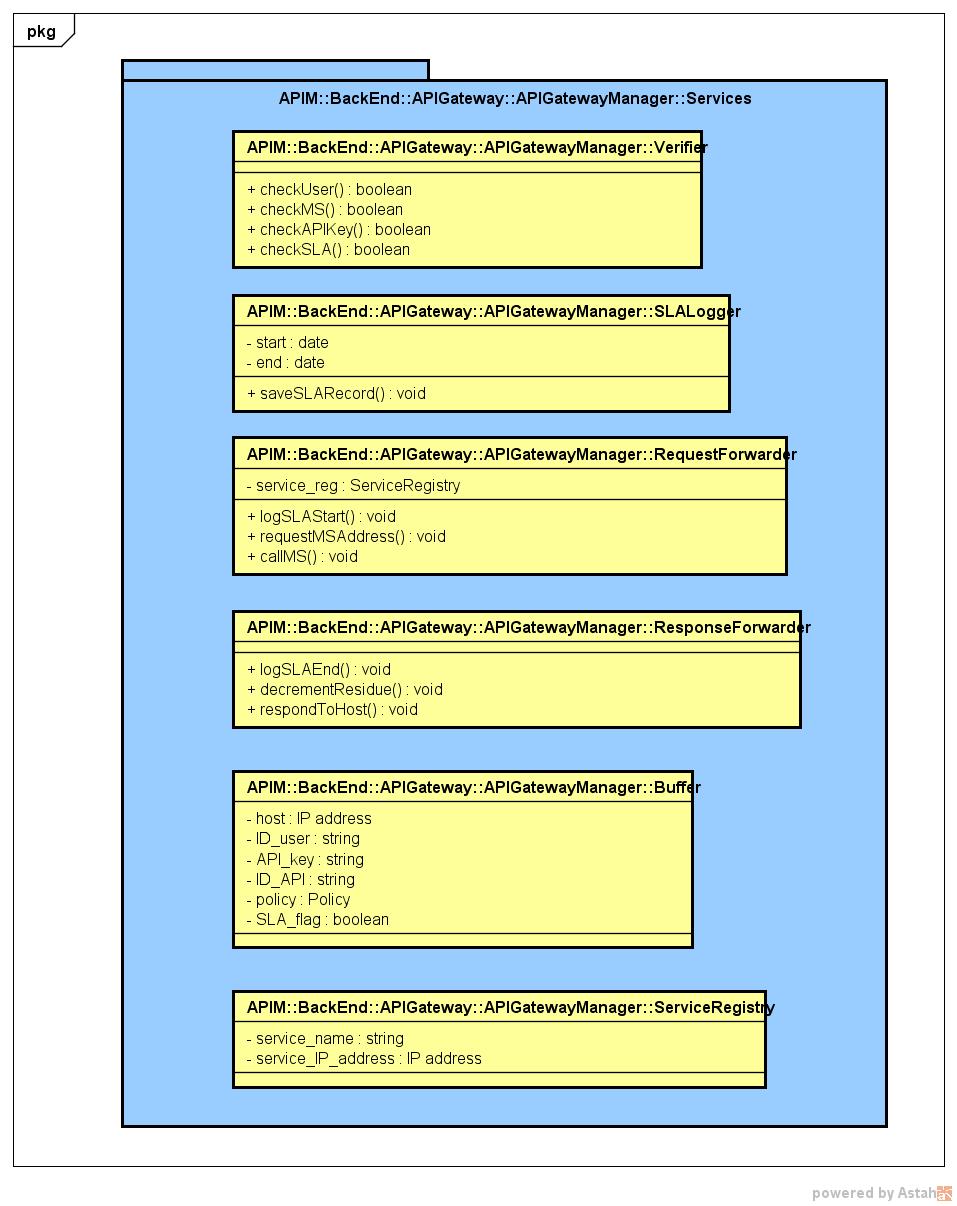 pkg
APIM::BackEnd::APIGateway::APIGatewayManager::Services
APIM::BackEnd::APIGateway::APIGatewayManager::Verifier
+ checkUser() : boolean
+ checkMS() : boolean
+ checkAPIKey() : boolean
+ checkSLA() : boolean
APIM::BackEnd::APIGateway::APIGatewayManager::SLALogger
- start : date
- end : date
+ saveSLARecord() : void
APIM::BackEnd::APIGateway::APIGatewayManager::RequestForwarder
- service_reg : ServiceRegistry
+ logSLAStart() : void
+ requestMSAddress() : void
+ callMS() : void
APIM::BackEnd::APIGateway::APIGatewayManager::ResponseForwarder
+ logSLAEnd() : void
+ decrementResidue() : void
+ respondToHost() : void
APIM::BackEnd::APIGateway::APIGatewayManager::Buffer
- host : IP address
- ID_user : string
- API_key : string
- ID_API : string
- policy : Policy
- SLA_flag : boolean
APIM::BackEnd::APIGateway::APIGatewayManager::ServiceRegistry
- service_name : string
- service_IP_address : IP address
powered by Astah